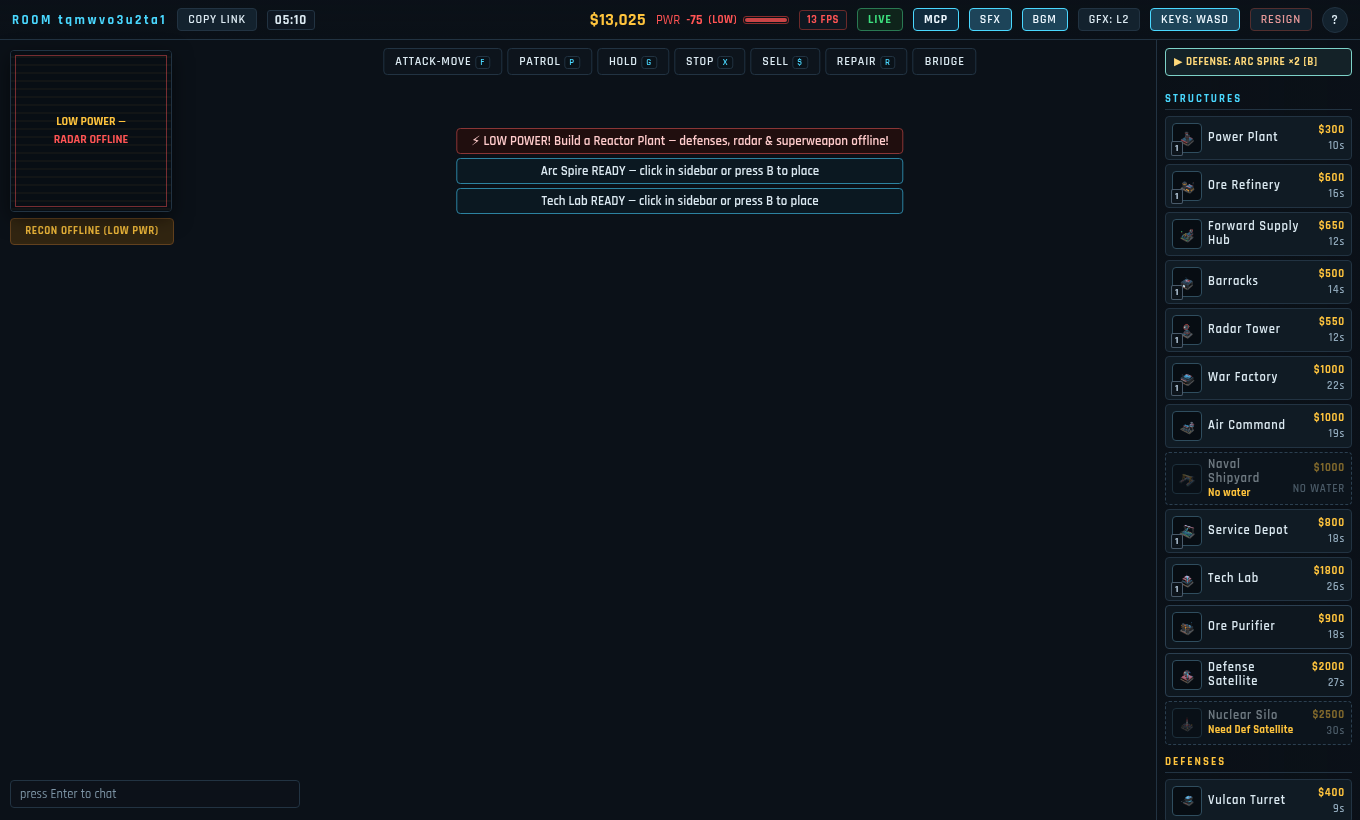 ROOM tqmwvo3u2ta1 COPY LINK 05:10 $13,025 PWR -75 (LOW) 13 FPS LIVE MCP SFX BGM GFX: L2 KEYS: WASD RESIGN ?
ATTACK-MOVE F PATROL P HOLD G STOP X SELL $ REPAIR R BRIDGE
LOW POWER —
RADAR OFFLINE
RECON OFFLINE (LOW PWR)
⚡ LOW POWER! Build a Reactor Plant — defenses, radar & superweapon offline!
Arc Spire READY — click in sidebar or press B to place
Tech Lab READY — click in sidebar or press B to place
▶ DEFENSE: ARC SPIRE ×2 [B]
STRUCTURES
1 Power Plant $300 10s
1 Ore Refinery $600 16s
Forward Supply Hub $650 12s
1 Barracks $500 14s
1 Radar Tower $550 12s
1 War Factory $1000 22s
Air Command $1000 19s
Naval Shipyard $1000
No water NO WATER
1 Service Depot $800 18s
1 Tech Lab $1800 26s
Ore Purifier $900 18s
Defense Satellite $2000 27s
Nuclear Silo $2500
Need Def Satellite 30s
DEFENSES
Vulcan Turret $400 9s
press Enter to chat